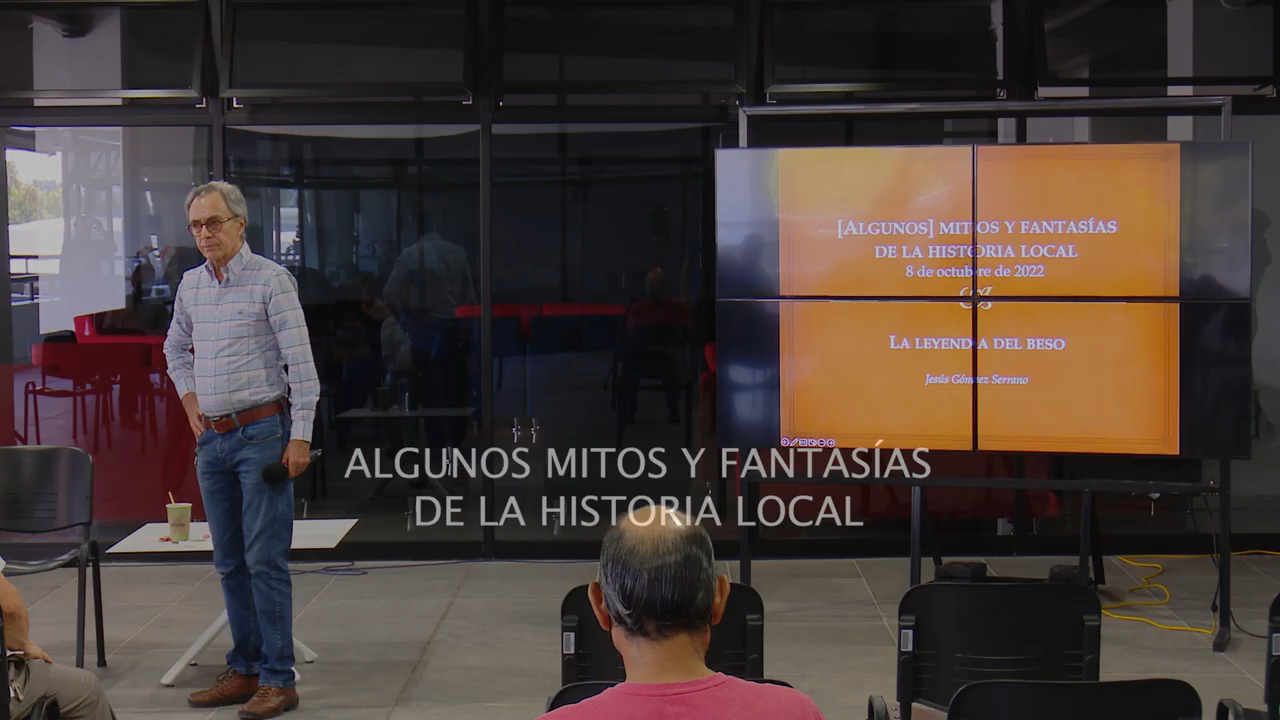 [ALGUNOS] MITOS Y FANTASÍAS
DE LA HISTORIA LOCAL
8 de octubre de 2022
LA LEYENDA DEL BESO
Jesús Gómez Serrano
ALGUNOS MITOS Y FANTASÍAS
DE LA HISTORIA LOCAL